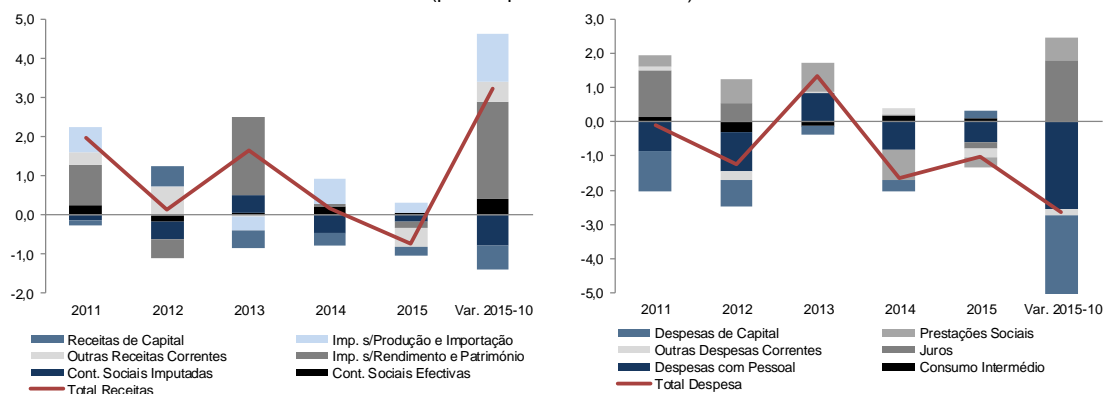 5,0
4,0
3,0
2,0
1,0
0,0
-1,0
-2,0
2011 2012 2013 2014 2015 Var. 2015-10
Receitas de Capital Imp. s/Produção e Importação
Outras Receitas Correntes Imp. s/Rendimento e Património
Cont. Sociais Imputadas Cont. Sociais Efectivas
Total Receitas
3,0
2,0
1,0
0,0
-1,0
-2,0
-3,0
-4,0
-5,0
2011 2012 2013 2014 2015 Var. 2015-10
Despesas de Capital Prestações Sociais
Outras Despesas Correntes Juros
Despesas com Pessoal Consumo Intermédio
Total Despesa